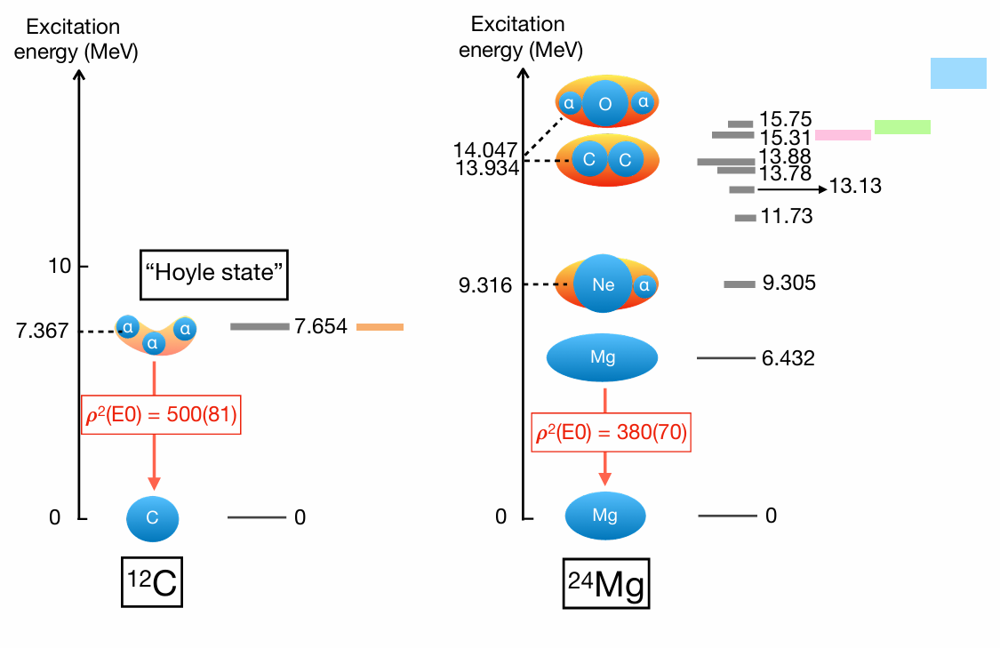 Excitation
energy (MeV)
10
"Hoyle state"
7.367
α
α
α
7.654
ρ²(E0) = 500(81)
0
C
0
¹²C
Excitation
energy (MeV)
α
O
α
14.047
13.934
C
C
15.75
15.31
13.88
13.78
13.13
11.73
9.316
Ne
α
9.305
Mg
6.432
ρ²(E0) = 380(70)
0
Mg
0
²⁴Mg